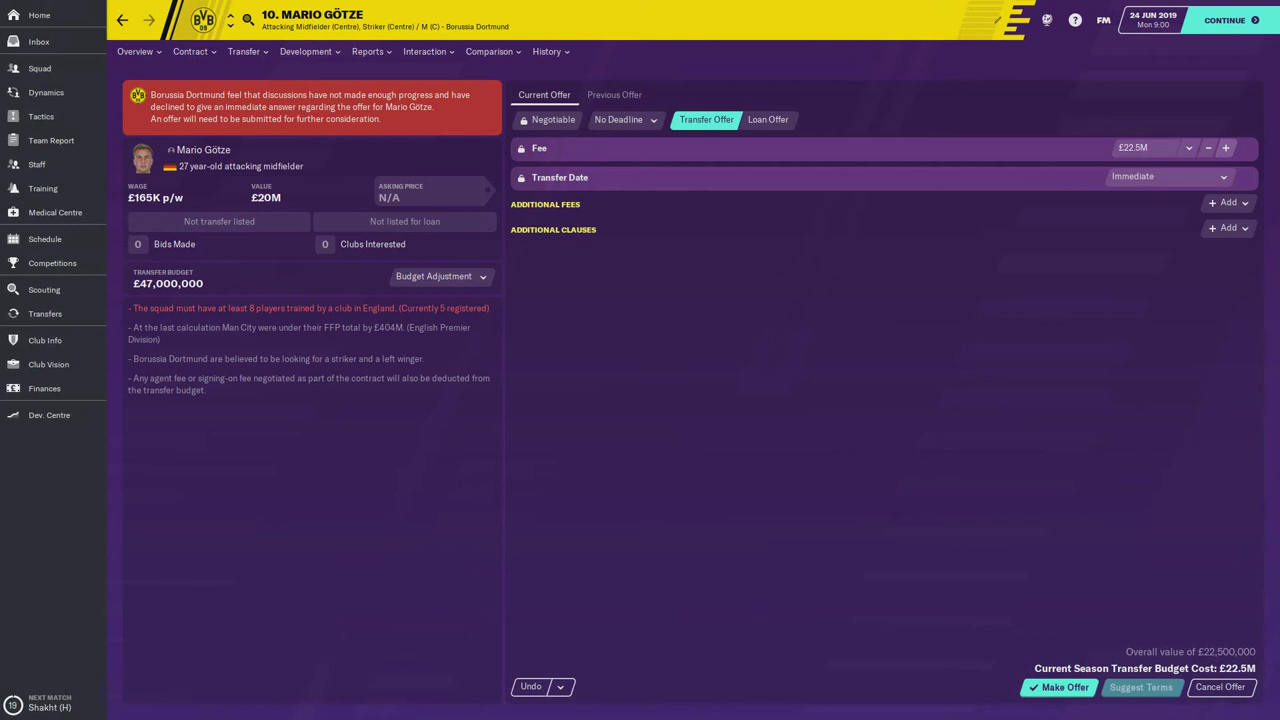 Home
Inbox
Squad
Dynamics
Tactics
Team Report
Staff
Training
Medical Centre
Schedule
Competitions
Scouting
Transfers
Club Info
Club Vision
Finances
Dev. Centre
19
NEXT MATCH
Shakht (H)
BVB
09
10. MARIO GÖTZE
Attacking Midfielder (Centre), Striker (Centre) / M (C) - Borussia Dortmund
?
FM
24 JUN 2019
Mon 9:00
CONTINUE
Overview
Contract
Transfer
Development
Reports
Interaction
Comparison
History
Borussia Dortmund feel that discussions have not made enough progress and have
declined to give an immediate answer regarding the offer for Mario Götze.
An offer will need to be submitted for further consideration.
Mario Götze
27 year-old attacking midfielder
WAGE
£165K p/w
VALUE
£20M
ASKING PRICE
N/A
Not transfer listed
Not listed for loan
0 Bids Made
0 Clubs Interested
TRANSFER BUDGET
£47,000,000
Budget Adjustment
- The squad must have at least 8 players trained by a club in England. (Currently 5 registered)
- At the last calculation Man City were under their FFP total by £404M. (English Premier
Division)
- Borussia Dortmund are believed to be looking for a striker and a left winger.
- Any agent fee or signing-on fee negotiated as part of the contract will also be deducted from
the transfer budget.
Current Offer
Previous Offer
Negotiable
No Deadline
Transfer Offer
Loan Offer
Fee
£22.5M
Transfer Date
Immediate
ADDITIONAL FEES
Add
ADDITIONAL CLAUSES
Add
Overall value of £22,500,000
Current Season Transfer Budget Cost: £22.5M
Undo
Make Offer
Suggest Terms
Cancel Offer